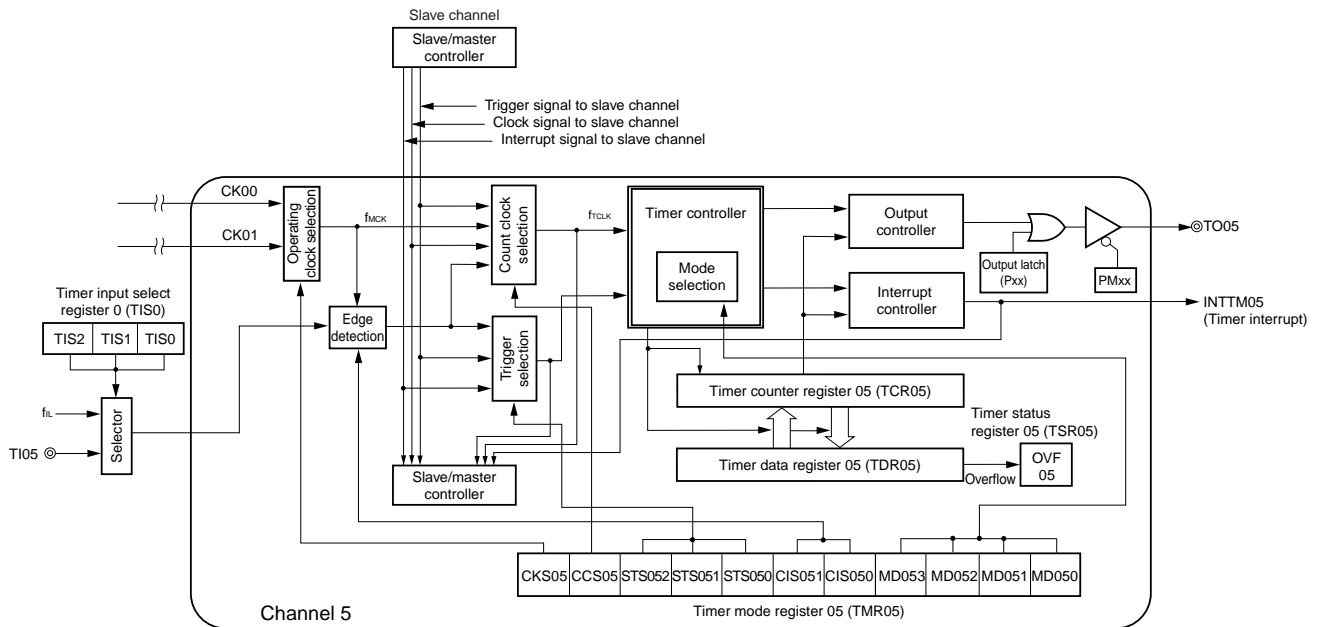 Slave channel
Slave/master
controller
Trigger signal to slave channel
Clock signal to slave channel
Interrupt signal to slave channel
CK00
CK01
Operating
clock selection
fMCK
Count clock
selection
fTCLK
Timer controller
Mode
selection
Output
controller
Output latch
(Pxx)
PMxx
TO05
Interrupt
controller
INTTM05
(Timer interrupt)
Timer input select
register 0 (TIS0)
TIS2 TIS1 TIS0
Edge
detection
Trigger
selection
fIL
TI05
Selector
Slave/master
controller
Timer counter register 05 (TCR05)
Timer status
register 05 (TSR05)
Timer data register 05 (TDR05)
Overflow
OVF
05
CKS05 CCS05 STS052 STS051 STS050 CIS051 CIS050 MD053 MD052 MD051 MD050
Channel 5
Timer mode register 05 (TMR05)